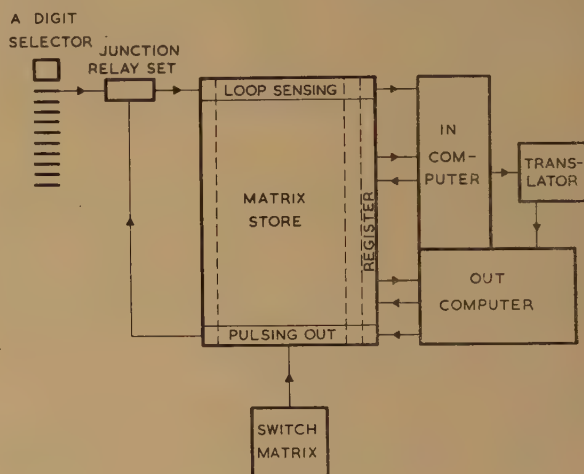 A DIGIT
SELECTOR
JUNCTION
RELAY SET
LOOP SENSING
MATRIX
STORE
REGISTER
PULSING OUT
IN
COM-
PUTER
TRANS-
LATOR
OUT
COMPUTER
SWITCH
MATRIX